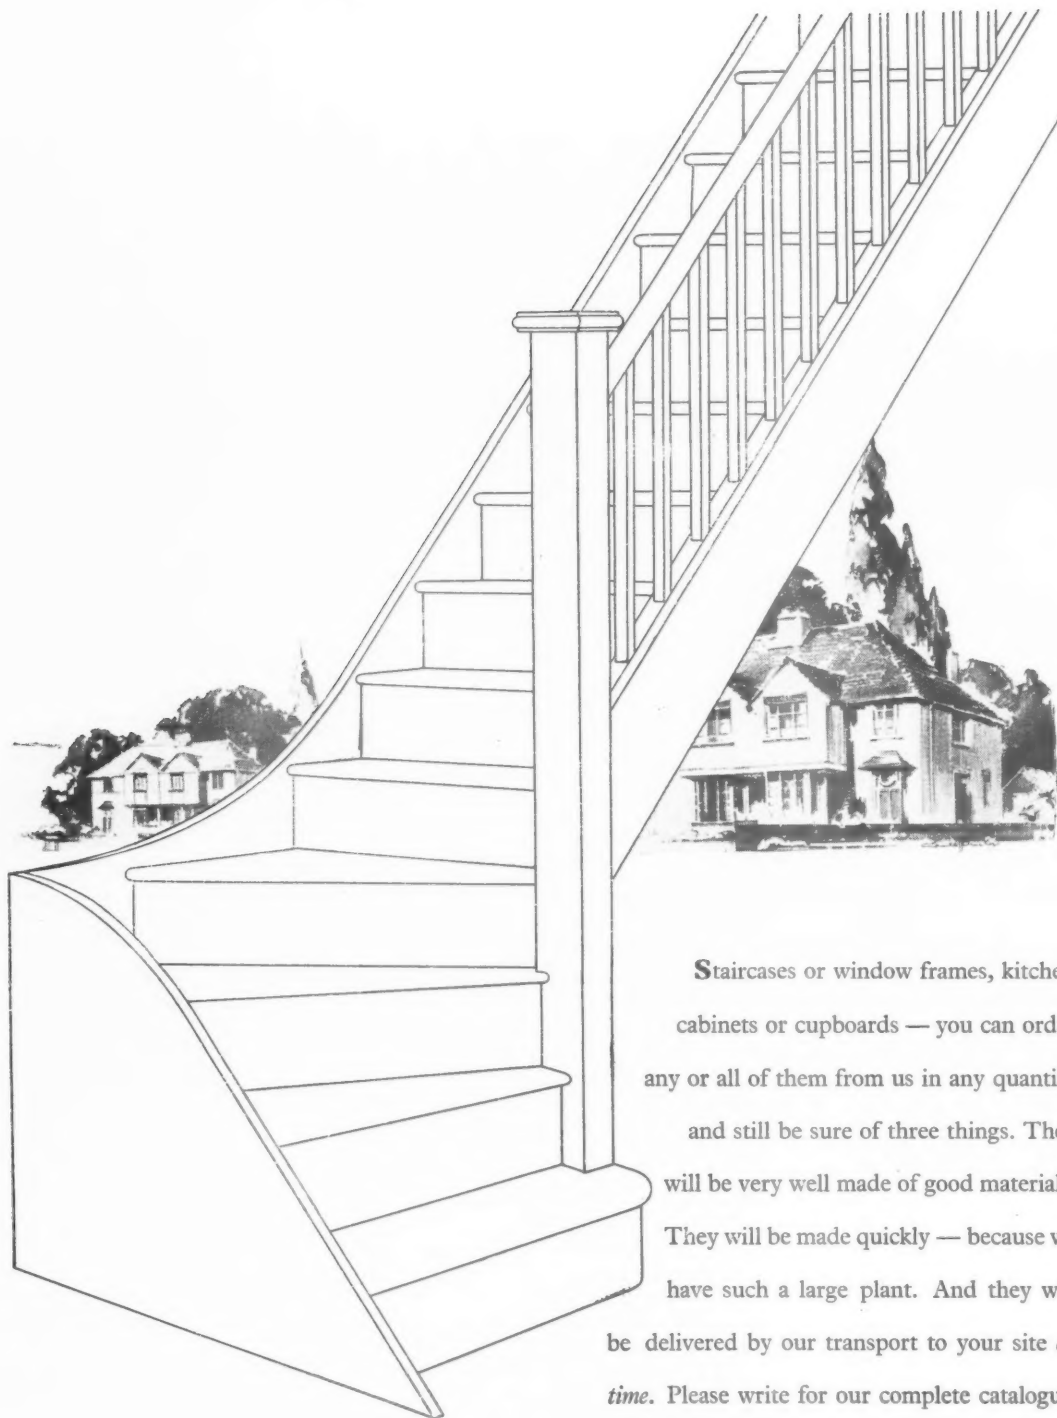 Staircases or window frames, kitche
cabinets or cupboards — you can ord
any or all of them from us in any quanti
and still be sure of three things. The
will be very well made of good material
They will be made quickly — because w
have such a large plant. And they w
be delivered by our transport to your site
time. Please write for our complete catalogu